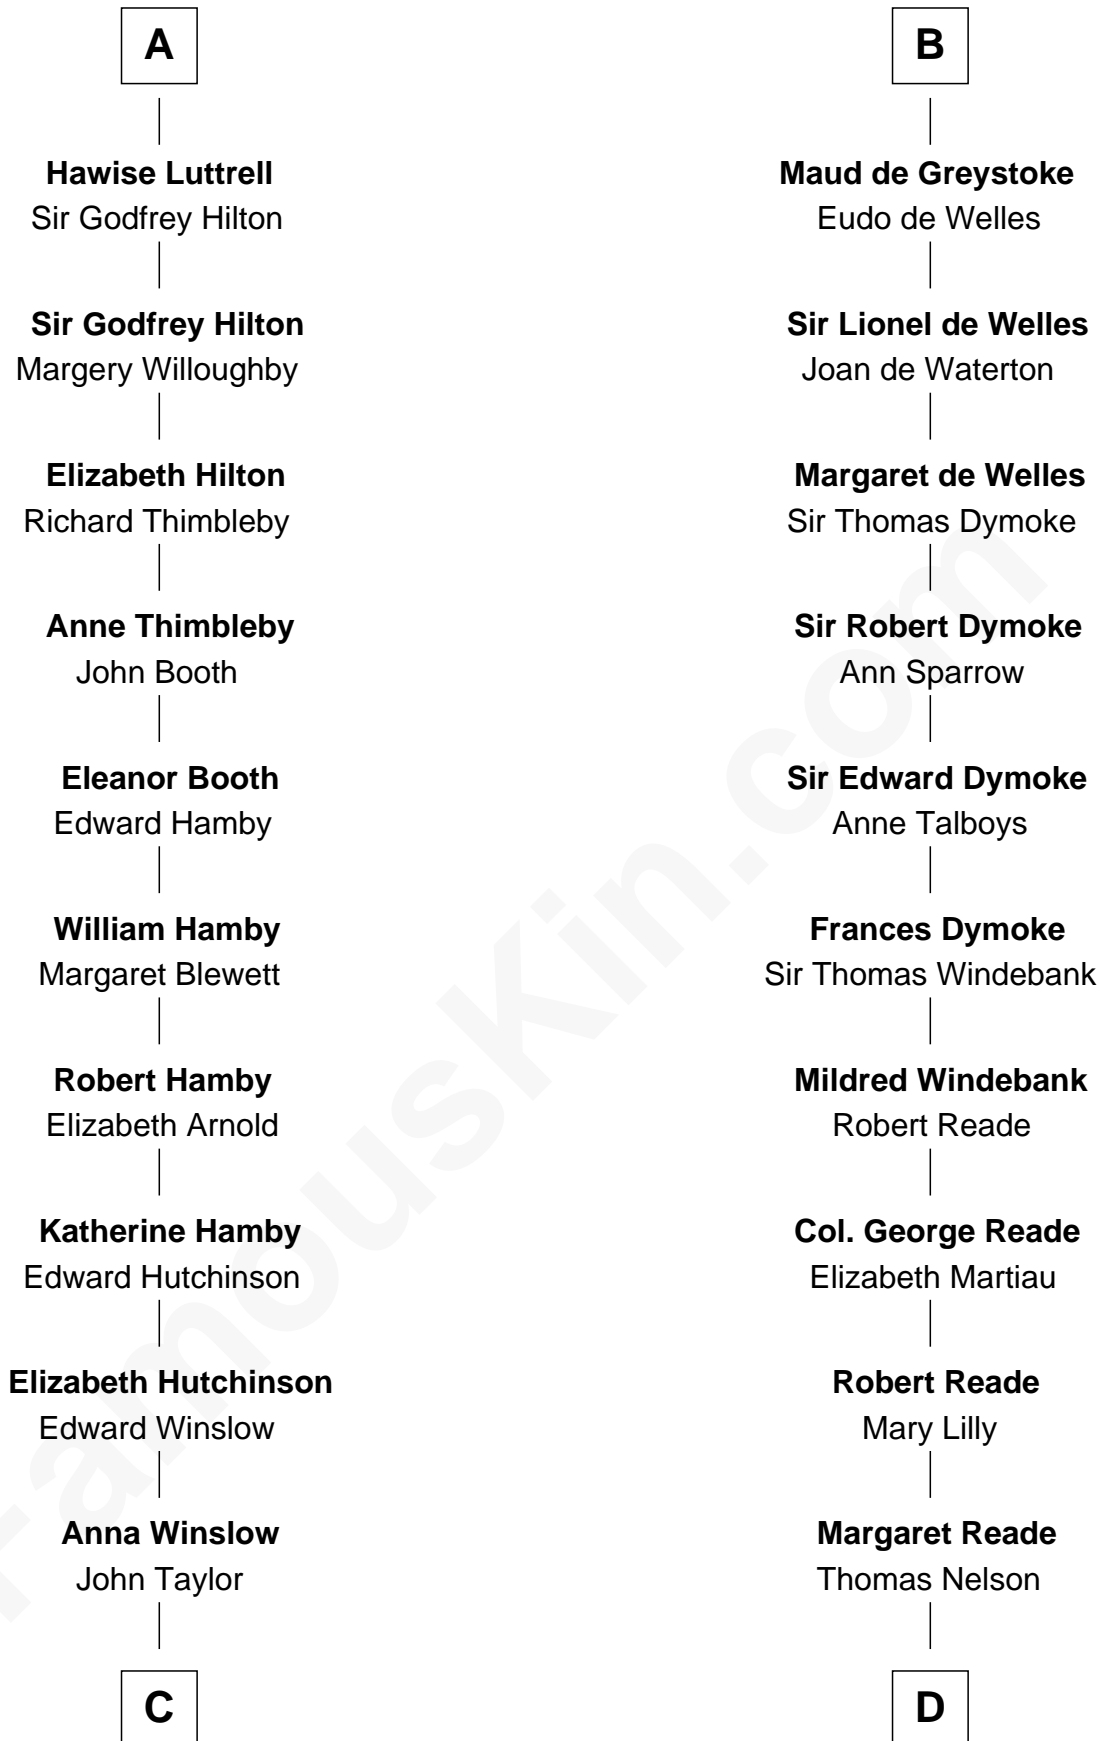 A
Hawise Luttrell
Sir Godfrey Hilton
Sir Godfrey Hilton
Margery Willoughby
Elizabeth Hilton
Richard Thimbleby
Anne Thimbleby
John Booth
Eleanor Booth
Edward Hamby
William Hamby
Margaret Blewett
Robert Hamby
Elizabeth Arnold
Katherine Hamby
Edward Hutchinson
Elizabeth Hutchinson
Edward Winslow
Anna Winslow
John Taylor
C
B
Maud de Greystoke
Eudo de Welles
Sir Lionel de Welles
Joan de Waterton
Margaret de Welles
Sir Thomas Dymoke
Sir Robert Dymoke
Ann Sparrow
Sir Edward Dymoke
Anne Talboys
Frances Dymoke
Sir Thomas Windebank
Mildred Windebank
Robert Reade
Col. George Reade
Elizabeth Martiau
Robert Reade
Mary Lilly
Margaret Reade
Thomas Nelson
D
FamousKin.com